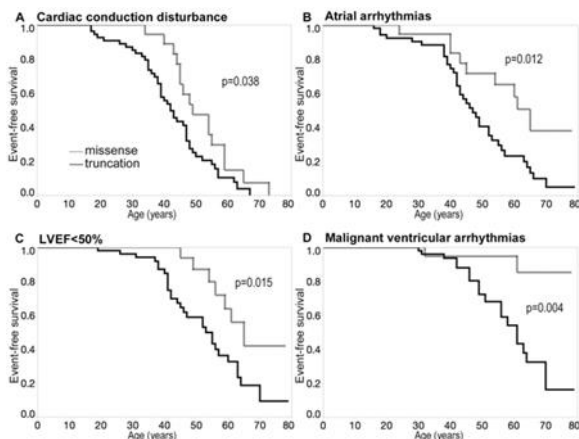 A Cardiac conduction disturbance
1.0
0.8
0.6
0.4
0.2
0.0
Event-free survival
p=0.038
missense
truncation
0 10 20 30 40 50 60 70 80
Age (years)
B Atrial arrhythmias
1.0
0.8
0.6
0.4
0.2
0.0
Event-free survival
p=0.012
0 10 20 30 40 50 60 70 80
Age (years)
C LVEF<50%
1.0
0.8
0.6
0.4
0.2
0.0
Event-free survival
p=0.015
0 10 20 30 40 50 60 70 80
Age (years)
D Malignant ventricular arrhythmias
1.0
0.8
0.6
0.4
0.2
0.0
Event-free survival
p=0.004
0 10 20 30 40 50 60 70 80
Age (years)